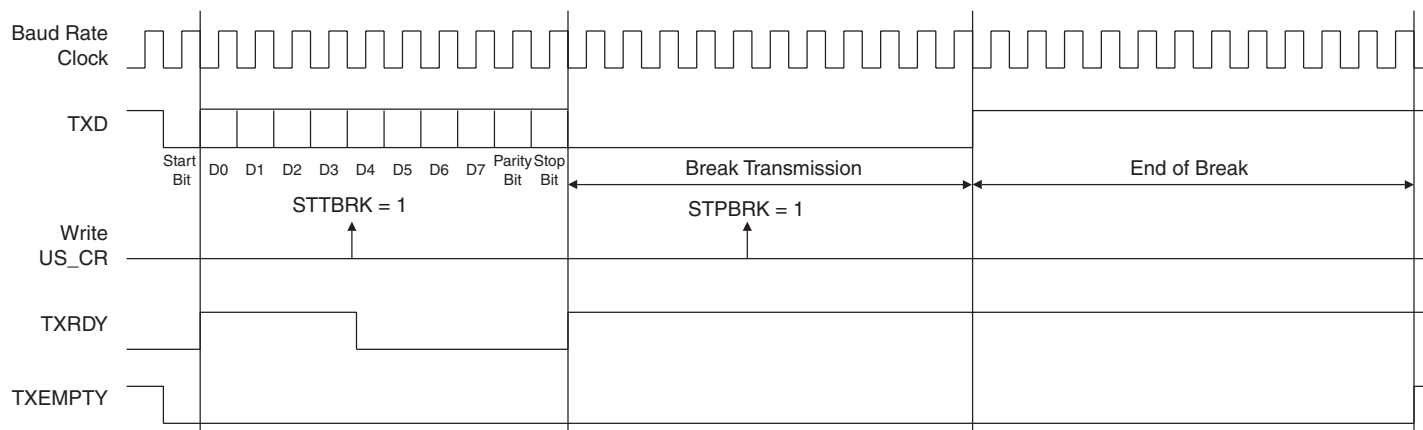 Baud Rate
Clock
TXD
Start
Bit
D0 D1 D2 D3 D4 D5 D6 D7
Parity
Bit
Stop
Bit
Break Transmission
End of Break
STTBRK = 1
STPBRK = 1
Write
US_CR
TXRDY
TXEMPTY